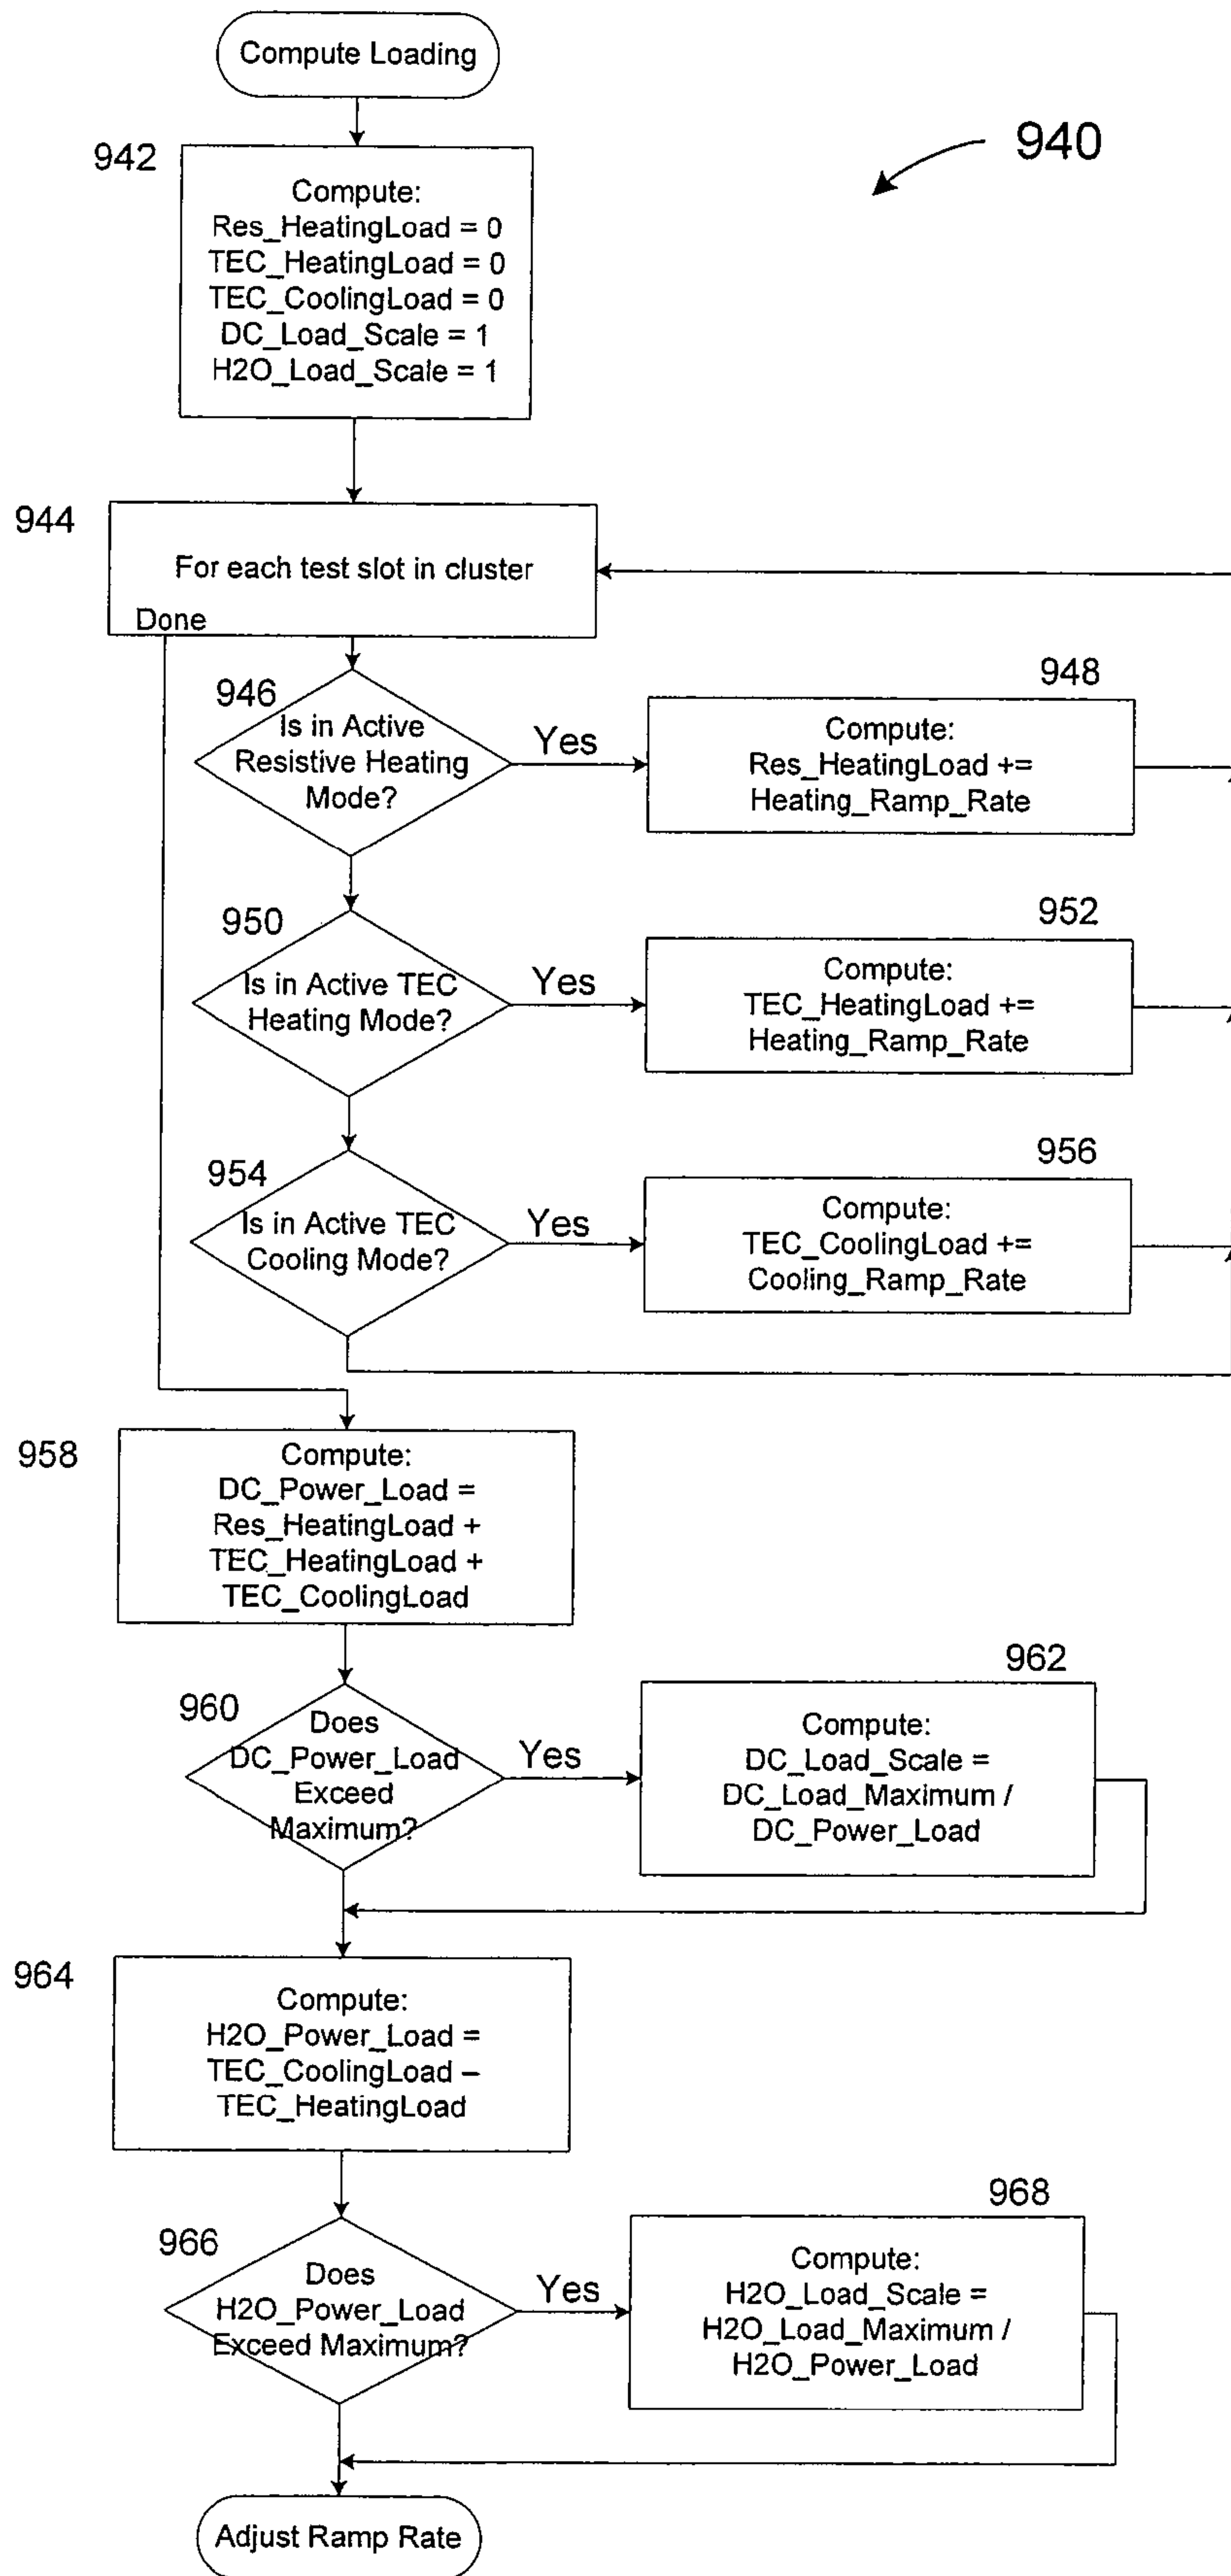 Compute Loading
940
942
Compute:
Res_HeatingLoad = 0
TEC_HeatingLoad = 0
TEC_CoolingLoad = 0
DC_Load_Scale = 1
H2O_Load_Scale = 1
944
For each test slot in cluster
Done
946
Is in Active
Resistive Heating
Mode?
Yes
948
Compute:
Res_HeatingLoad +=
Heating_Ramp_Rate
950
Is in Active TEC
Heating Mode?
Yes
952
Compute:
TEC_HeatingLoad +=
Heating_Ramp_Rate
954
Is in Active TEC
Cooling Mode?
Yes
956
Compute:
TEC_CoolingLoad +=
Cooling_Ramp_Rate
958
Compute:
DC_Power_Load =
Res_HeatingLoad +
TEC_HeatingLoad +
TEC_CoolingLoad
960
Does
DC_Power_Load
Exceed
Maximum?
Yes
962
Compute:
DC_Load_Scale =
DC_Load_Maximum /
DC_Power_Load
964
Compute:
H2O_Power_Load =
TEC_CoolingLoad –
TEC_HeatingLoad
966
Does
H2O_Power_Load
Exceed Maximum?
Yes
968
Compute:
H2O_Load_Scale =
H2O_Load_Maximum /
H2O_Power_Load
Adjust Ramp Rate